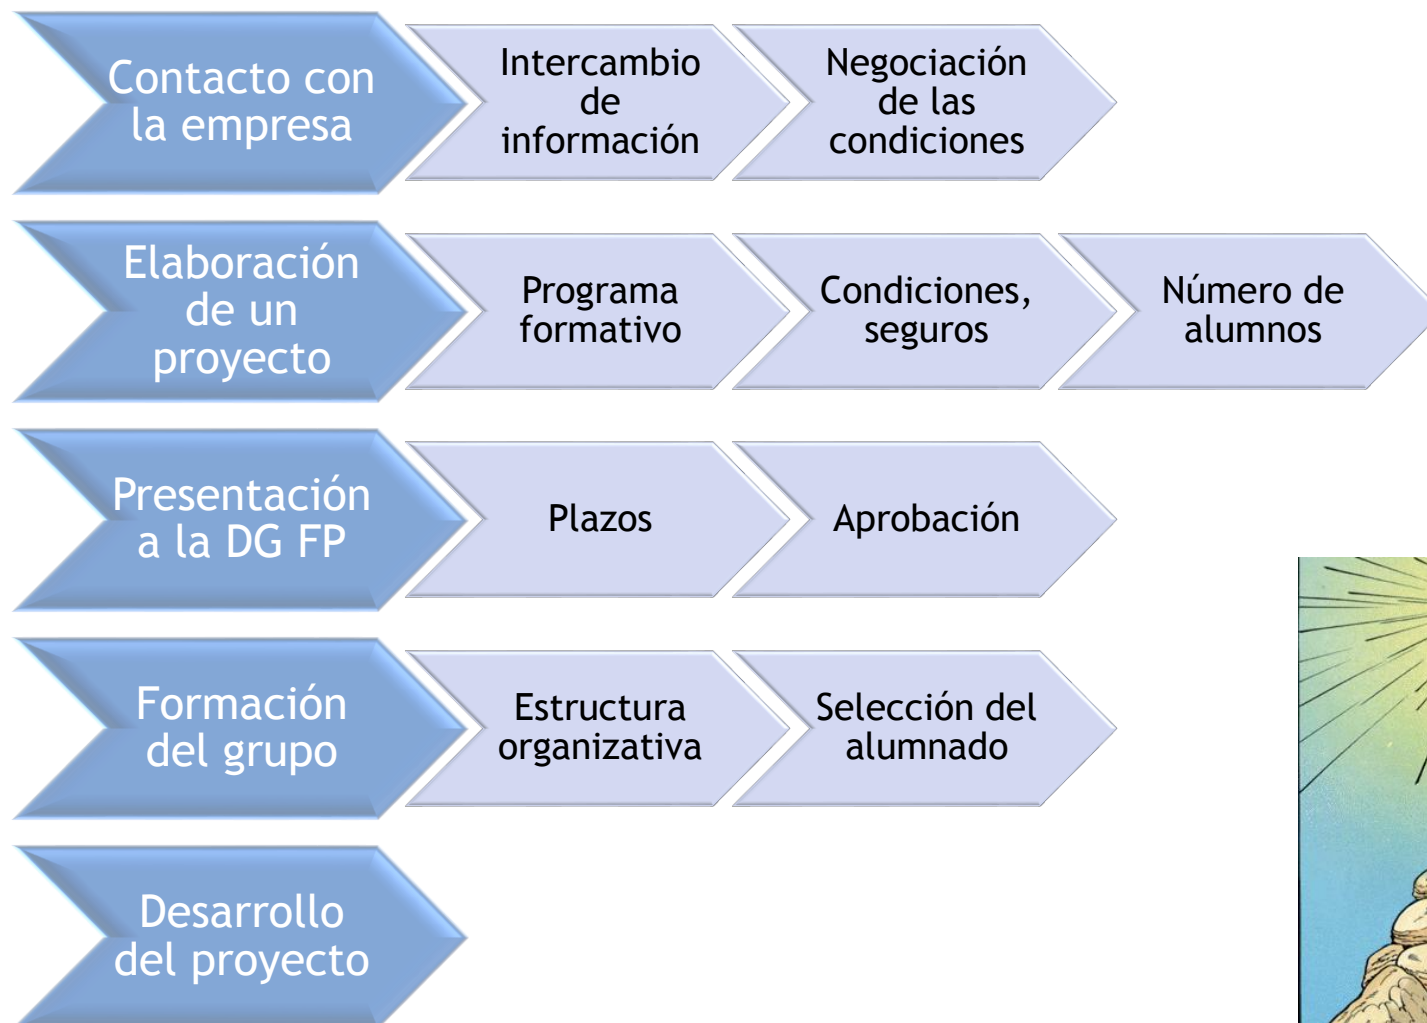 Contacto con
la empresa
Intercambio
de
información
Negociación
de las
condiciones
Elaboración
de un
proyecto
Programa
formativo
Condiciones,
seguros
Número de
alumnos
Presentación
a la DG FP
Plazos
Aprobación
Formación
del grupo
Estructura
organizativa
Selección del
alumnado
Desarrollo
del proyecto